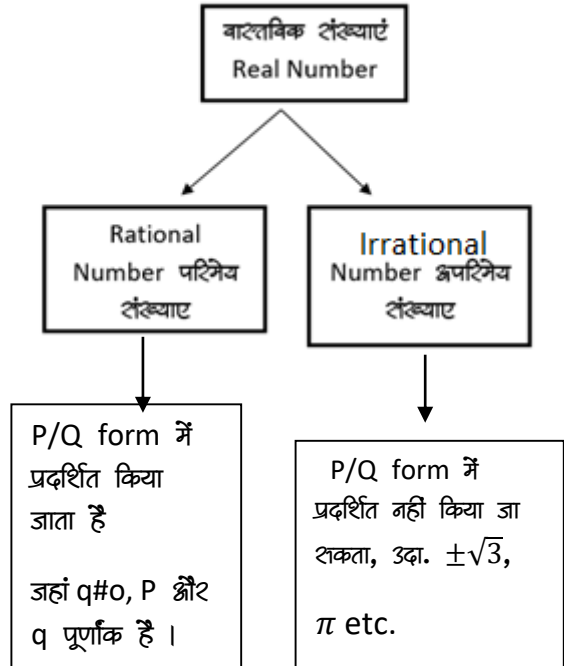 वास्तविक संख्याएं
Real Number
Rational
Number परिमेय
संख्याए
Irrational
Number अपरिमेय
संख्याए
P/Q form में
प्रदर्शित किया
जाता है
जहां q#o, P और
q पूर्णांक है ।
P/Q form में
प्रदर्शित नहीं किया जा
सकता, उदा. ±√3,
π etc.